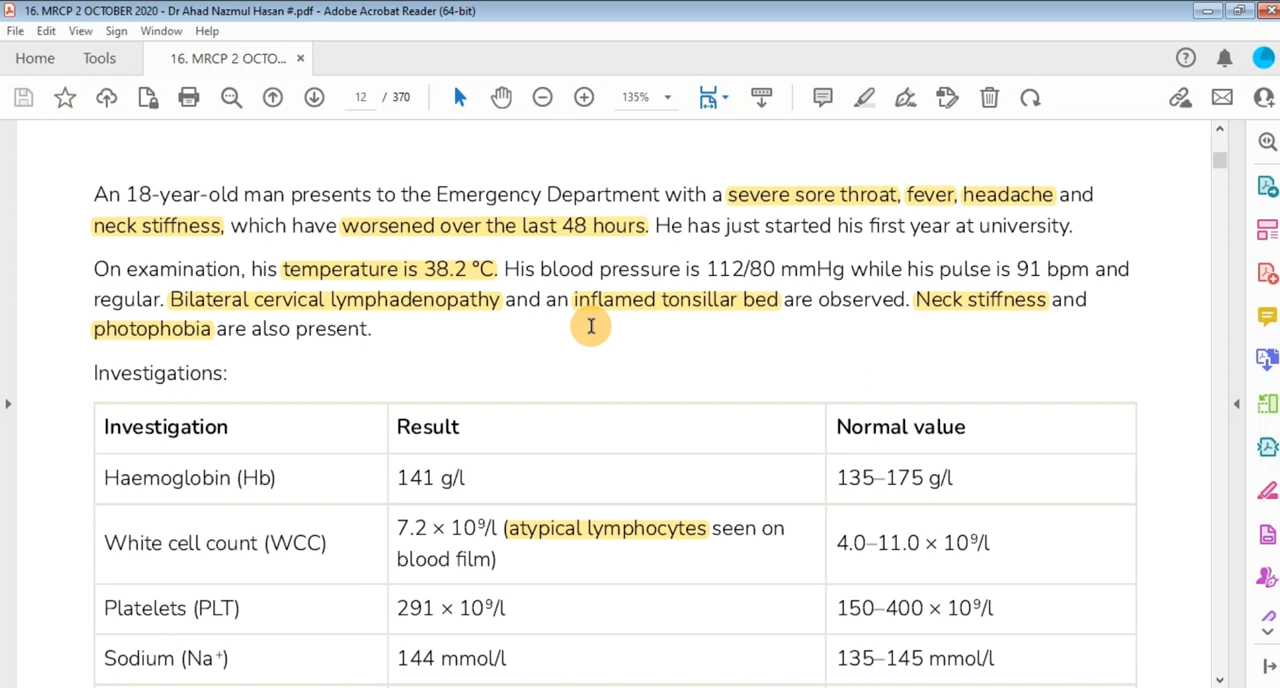 16. MRCP 2 OCTOBER 2020 - Dr Ahad Nazmul Hasan #.pdf - Adobe Acrobat Reader (64-bit)
File Edit View Sign Window Help
Home Tools 16. MRCP 2 OCTO... ×
12 / 370 135%
An 18-year-old man presents to the Emergency Department with a severe sore throat, fever, headache and
neck stiffness, which have worsened over the last 48 hours. He has just started his first year at university.
On examination, his temperature is 38.2 °C. His blood pressure is 112/80 mmHg while his pulse is 91 bpm and
regular. Bilateral cervical lymphadenopathy and an inflamed tonsillar bed are observed. Neck stiffness and
photophobia are also present.
Investigations:
Investigation Result Normal value
Haemoglobin (Hb) 141 g/l 135–175 g/l
White cell count (WCC) 7.2 × 10⁹/l (atypical lymphocytes seen on
blood film) 4.0–11.0 × 10⁹/l
Platelets (PLT) 291 × 10⁹/l 150–400 × 10⁹/l
Sodium (Na⁺) 144 mmol/l 135–145 mmol/l